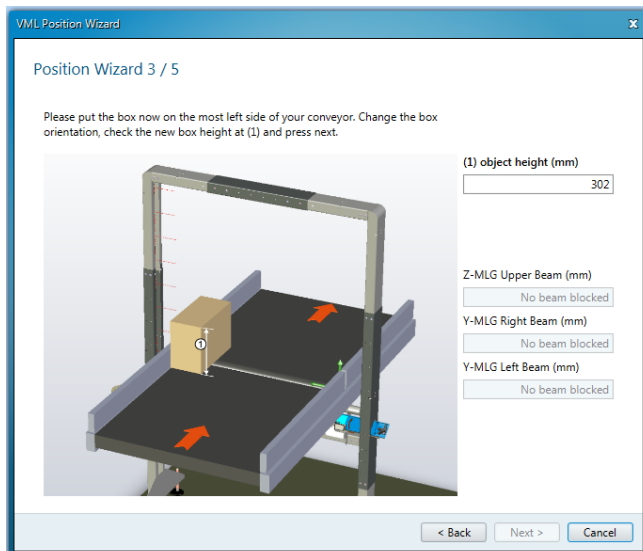 VML Position Wizard
x
Position Wizard 3 / 5
Please put the box now on the most left side of your conveyor. Change the box
orientation, check the new box height at (1) and press next.
(1) object height (mm)
302
1
Z-MLG Upper Beam (mm)
No beam blocked
Y-MLG Right Beam (mm)
No beam blocked
Y-MLG Left Beam (mm)
No beam blocked
< Back
Next >
Cancel